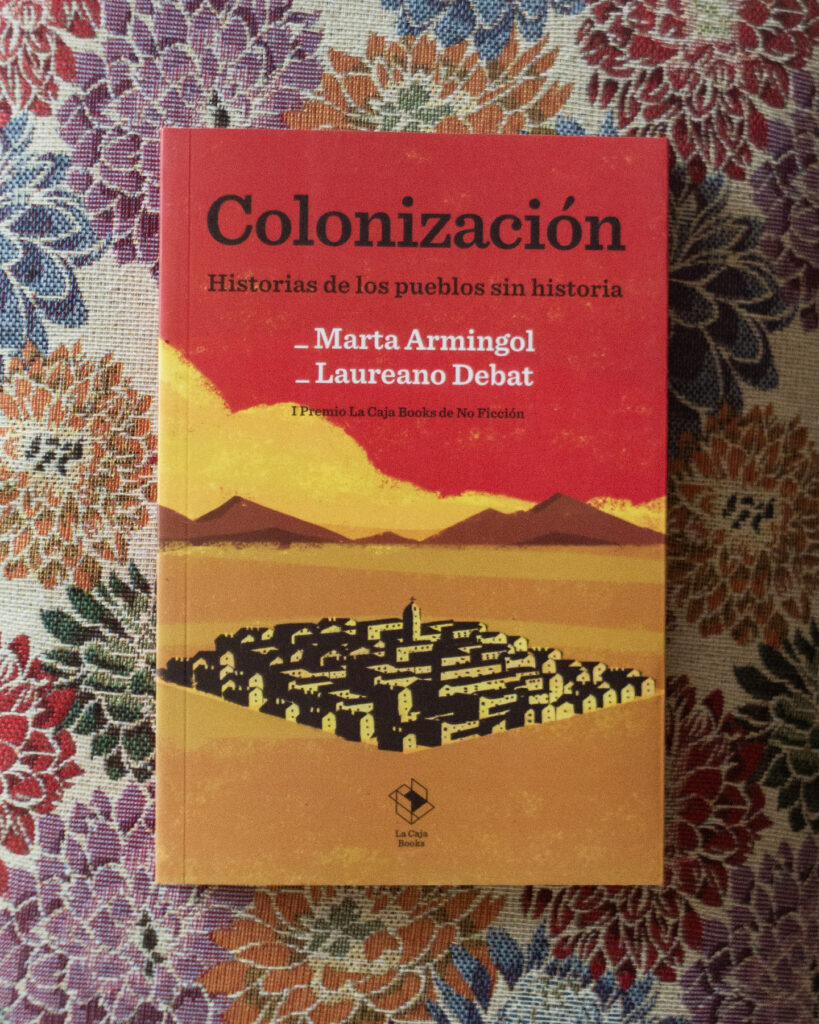 Colonización
Historias de los pueblos sin historia
_ Marta Armingol
_ Laureano Debat
I Premio La Caja Books de No Ficción
La Caja
Books